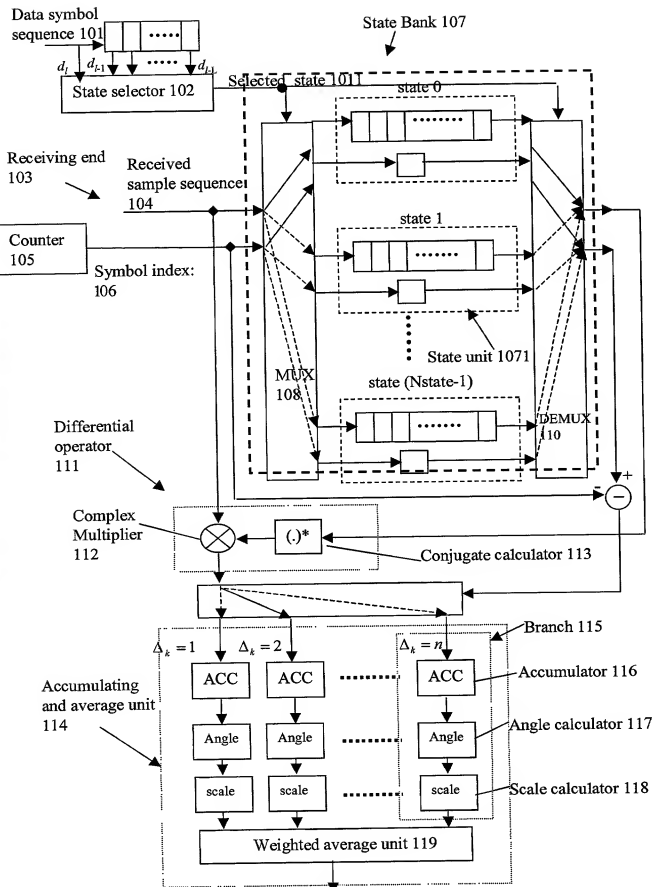 Data symbol
sequence 101
State Bank 107
d_l d_{l-1} d_{l-L}
State selector 102
Selected state 1011
state 0
Receiving end
103
Received
sample sequence
104
Counter
105
Symbol index:
106
state 1
State unit 1071
MUX
108
state (Nstate-1)
DEMUX
110
Differential
operator
111
+
-
−
Complex
Multiplier
112
(.)*
Conjugate calculator 113
Branch 115
Δ_k = 1 Δ_k = 2 Δ_k = n
Accumulating
and average unit
114
ACC ACC ACC
Accumulator 116
Angle Angle Angle
Angle calculator 117
scale scale scale
Scale calculator 118
Weighted average unit 119